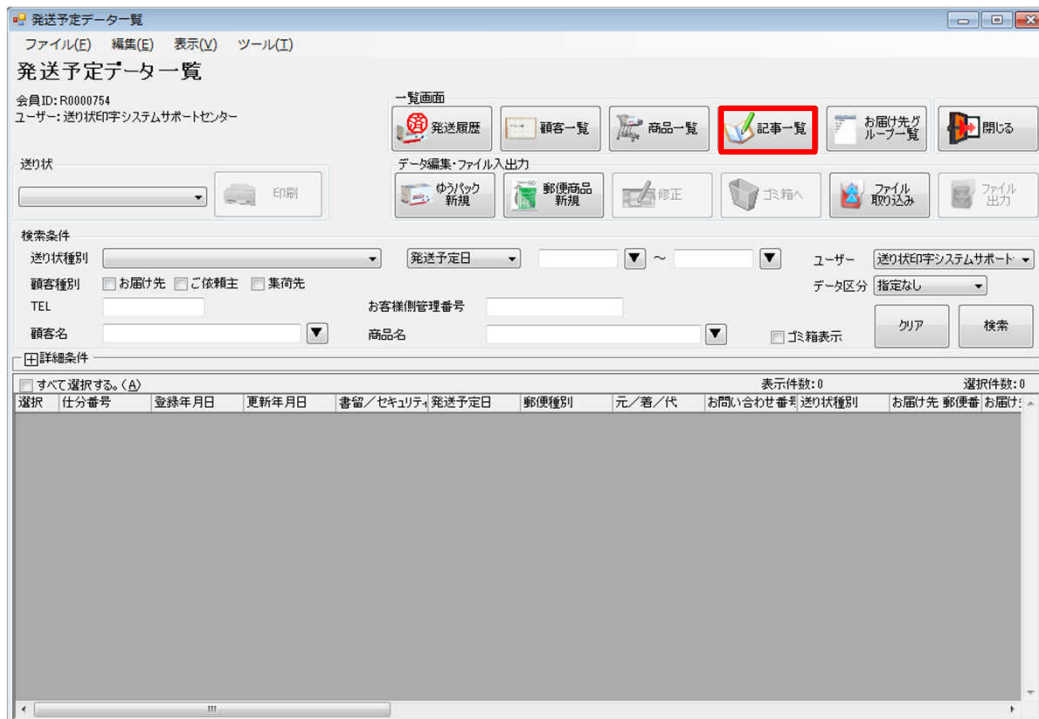 発送予定データ一覧
ファイル(F) 編集(E) 表示(V) ツール(T)
発送予定データ一覧
会員ID: R0000754
ユーザー: 送り状印字システムサポートセンター
一覧画面
済 発送履歴 顧客一覧 商品一覧 記事一覧 お届け先グループ一覧 閉じる
送り状
印刷
データ編集・ファイル入出力
ゆうパック新規 郵便商品新規 修正 ゴミ箱へ ファイル取り込み ファイル出力
検索条件
送り状種別 発送予定日 ～ ユーザー 送り状印字システムサポート
顧客種別 お届け先 ご依頼主 集荷先 データ区分 指定なし
TEL お客様側管理番号
顧客名 商品名 ゴミ箱表示 クリア 検索
詳細条件
すべて選択する。(A) 表示件数: 0 選択件数: 0
選択 仕分番号 登録年月日 更新年月日 書留/セキュリティ 発送予定日 郵便種別 元/着/代 お問い合わせ番号 送り状種別 お届け先 郵便番 お届け